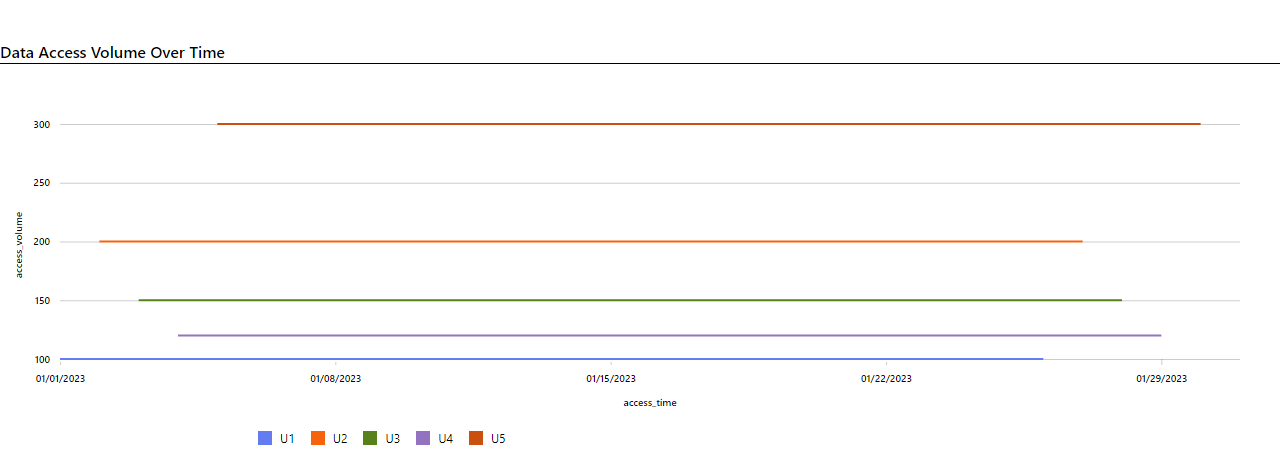 Data Access Volume Over Time
300
250
200
150
100
access_volume
01/01/2023 01/08/2023 01/15/2023 01/22/2023 01/29/2023
access_time
U1 U2 U3 U4 U5